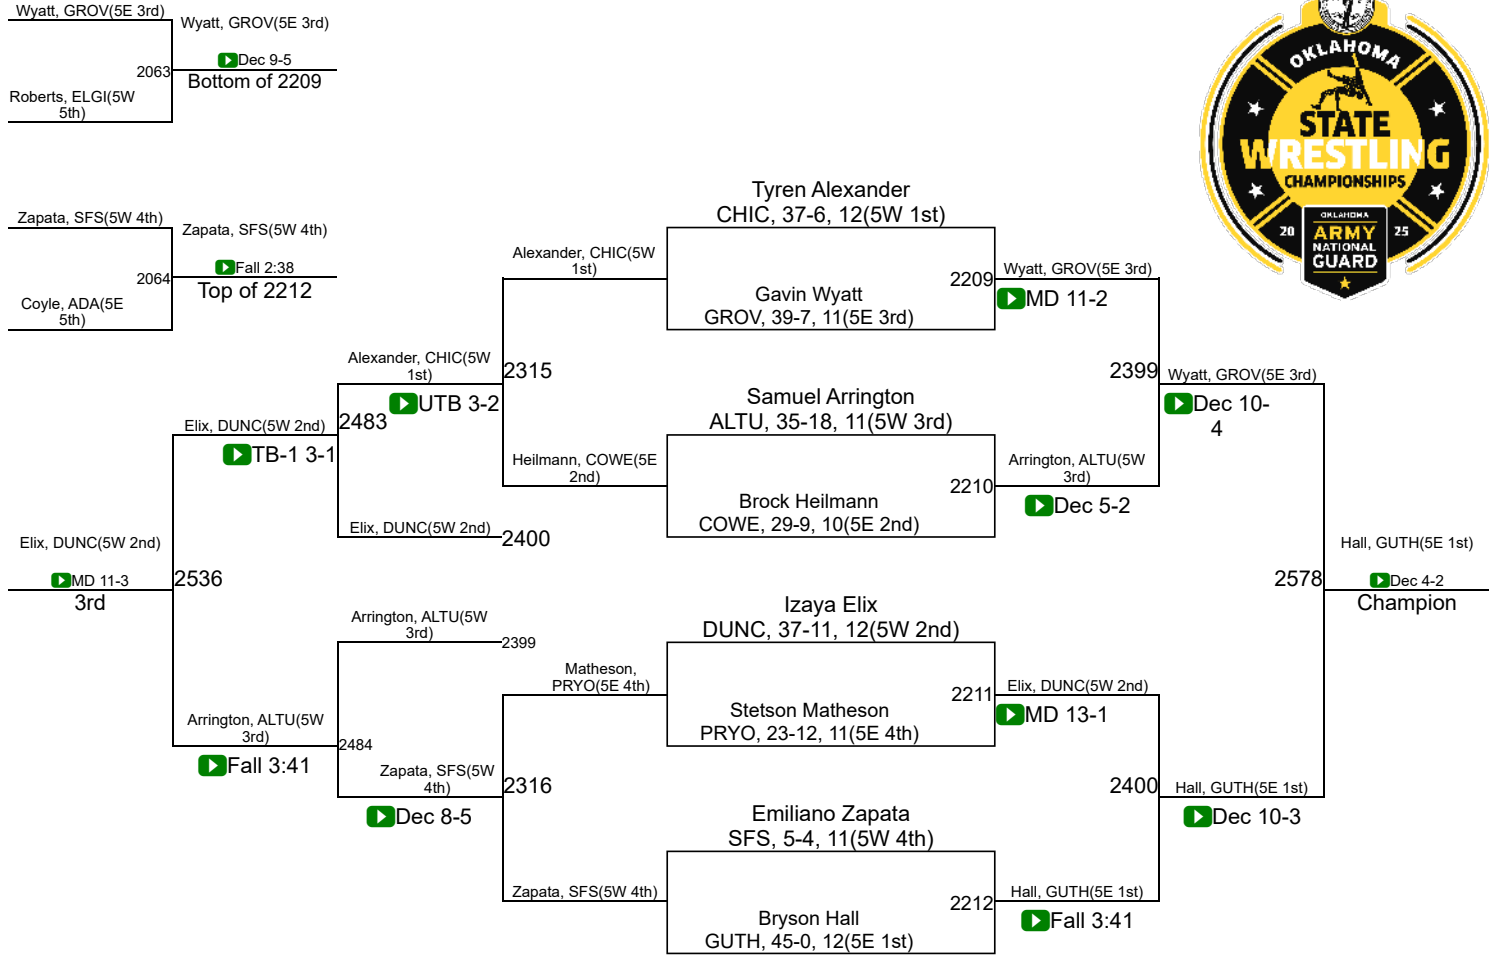 Wyatt, GROV(5E 3rd)
Wyatt, GROV(5E 3rd)
Dec 9-5
2063
Bottom of 2209
Roberts, ELGI(5W
5th)
OKLAHOMA
STATE
WRESTLING
CHAMPIONSHIPS
OKLAHOMA
20
ARMY
25
NATIONAL
GUARD
Zapata, SFS(5W 4th)
Zapata, SFS(5W 4th)
Fall 2:38
2064
Top of 2212
Coyle, ADA(5E
5th)
Tyren Alexander
CHIC, 37-6, 12(5W 1st)
Alexander, CHIC(5W
1st)
2209
Wyatt, GROV(5E 3rd)
Gavin Wyatt
GROV, 39-7, 11(5E 3rd)
MD 11-2
Alexander, CHIC(5W
1st)
2315
2399
Wyatt, GROV(5E 3rd)
UTB 3-2
Dec 10-
4
Samuel Arrington
ALTU, 35-18, 11(5W 3rd)
Elix, DUNC(5W 2nd)
2483
TB-1 3-1
Heilmann, COWE(5E
2nd)
2210
Arrington, ALTU(5W
3rd)
Brock Heilmann
COWE, 29-9, 10(5E 2nd)
Dec 5-2
Elix, DUNC(5W 2nd)
2400
Elix, DUNC(5W 2nd)
MD 11-3
3rd
2536
2578
Hall, GUTH(5E 1st)
Dec 4-2
Champion
Izaya Elix
DUNC, 37-11, 12(5W 2nd)
Arrington, ALTU(5W
3rd)
2399
Matheson,
PRYO(5E 4th)
2211
Elix, DUNC(5W 2nd)
Stetson Matheson
PRYO, 23-12, 11(5E 4th)
MD 13-1
Arrington, ALTU(5W
3rd)
2484
Fall 3:41
Zapata, SFS(5W
4th)
2316
2400
Hall, GUTH(5E 1st)
Dec 8-5
Dec 10-3
Emiliano Zapata
SFS, 5-4, 11(5W 4th)
Zapata, SFS(5W 4th)
2212
Hall, GUTH(5E 1st)
Bryson Hall
GUTH, 45-0, 12(5E 1st)
Fall 3:41